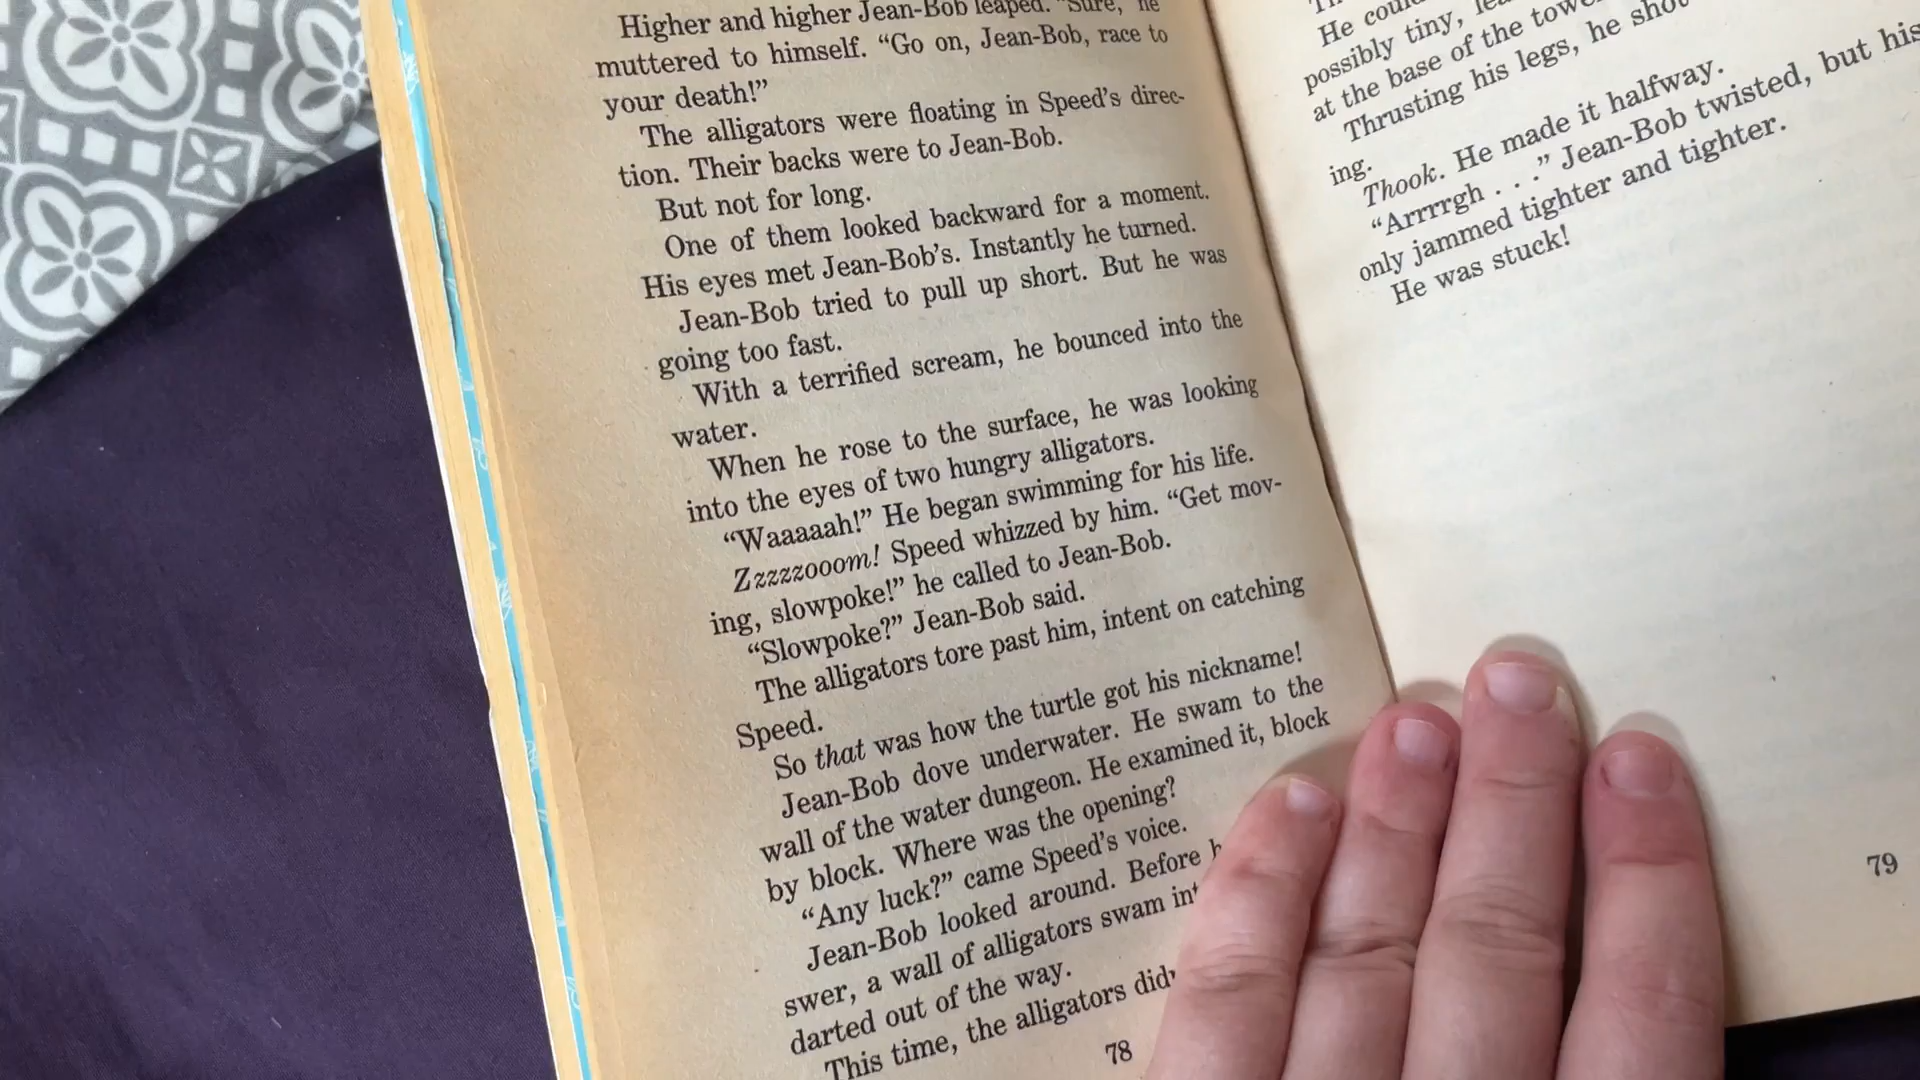 Higher and higher Jean-Bob leaped. "Sure," he
muttered to himself. "Go on, Jean-Bob, race to
your death!"
The alligators were floating in Speed's direc-
tion. Their backs were to Jean-Bob.
But not for long.
One of them looked backward for a moment.
His eyes met Jean-Bob's. Instantly he turned.
Jean-Bob tried to pull up short. But he was
going too fast.
With a terrified scream, he bounced into the
water.
When he rose to the surface, he was looking
into the eyes of two hungry alligators.
"Waaaaah!" He began swimming for his life.
Zzzzzooom! Speed whizzed by him. "Get mov-
ing, slowpoke!" he called to Jean-Bob.
"Slowpoke?" Jean-Bob said.
The alligators tore past him, intent on catching
Speed.
So that was how the turtle got his nickname!
Jean-Bob dove underwater. He swam to the
wall of the water dungeon. He examined it, block
by block. Where was the opening?
"Any luck?" came Speed's voice.
Jean-Bob looked around. Before
swer, a wall of alligators swam
darted out of the way.
This time, the alligators
78
He
possibly tiny,
at the base of the
Thrusting his legs, he
ing.
Thook. He made it halfway.
"Arrrrgh . . ." Jean-Bob twisted, but his
only jammed tighter and tighter.
He was stuck!
79